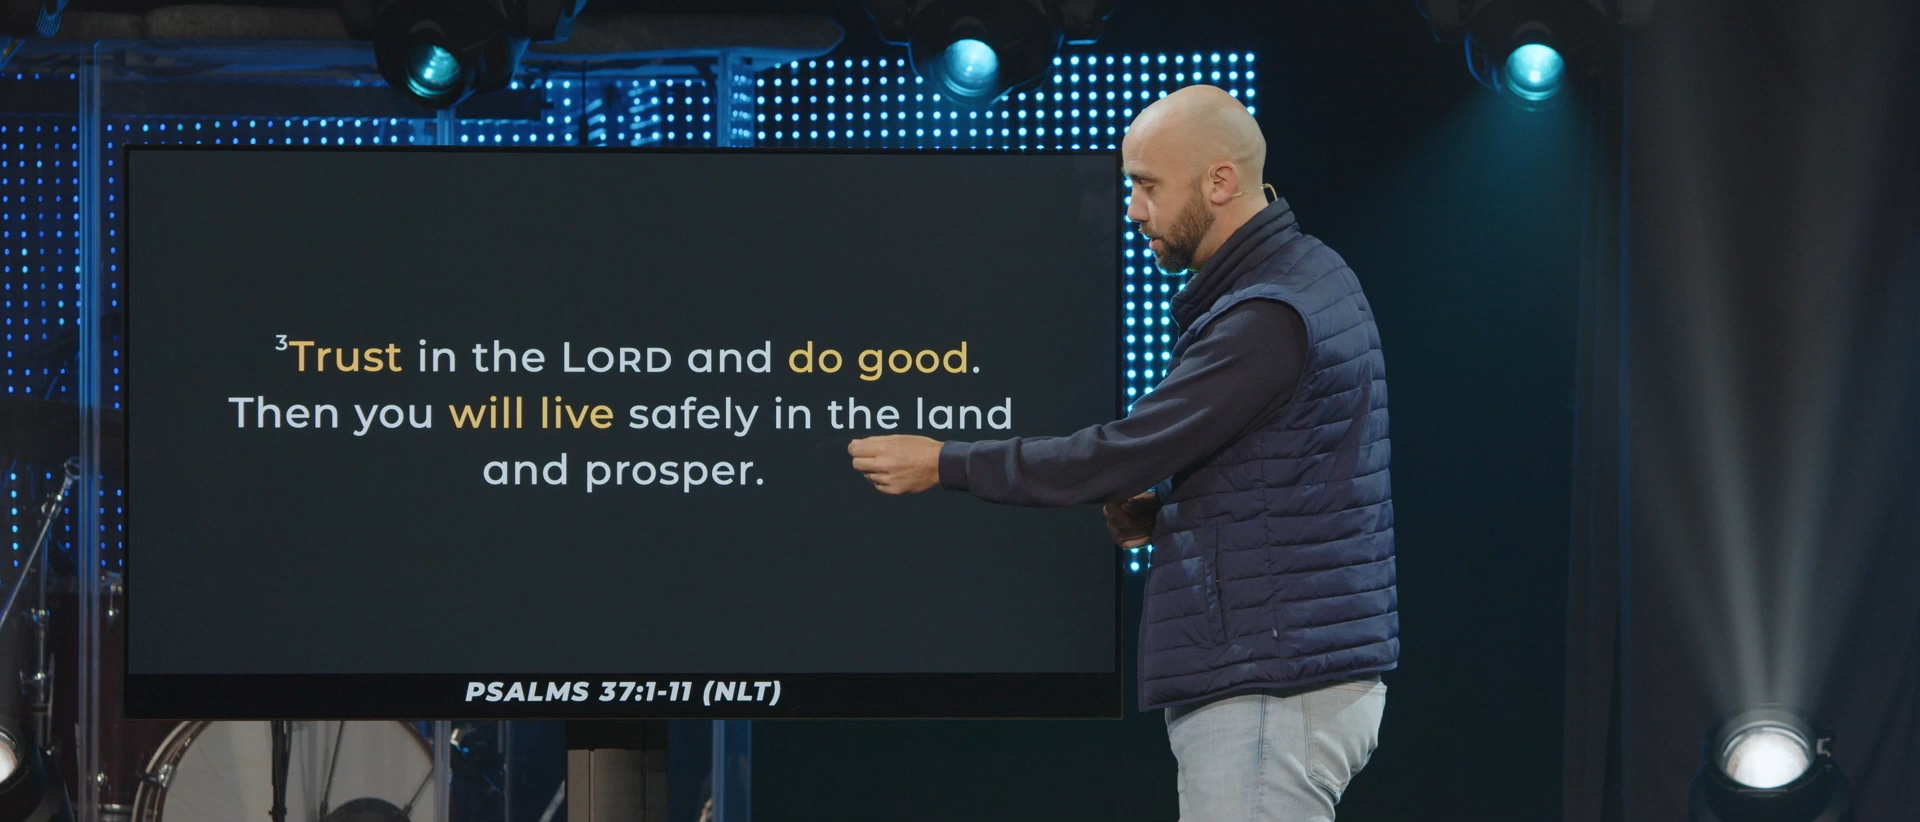 ³Trust in the LORD and do good.
Then you will live safely in the land
and prosper.
PSALMS 37:1-11 (NLT)